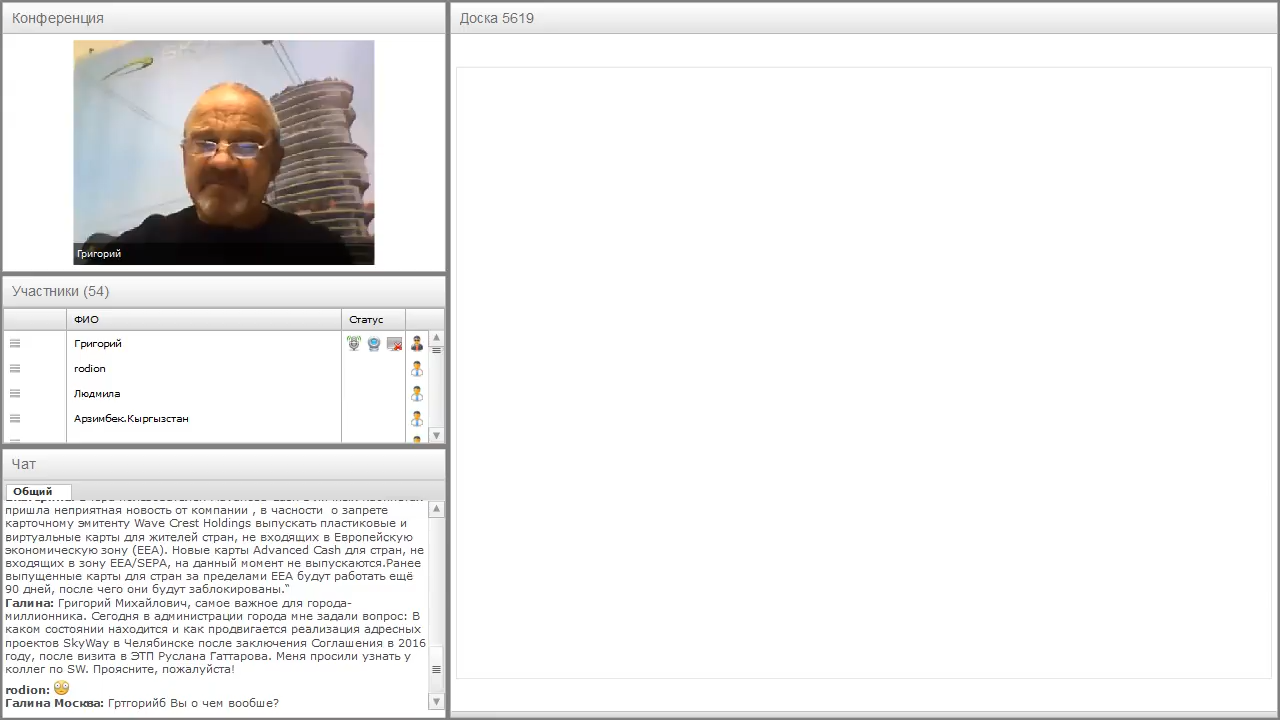 Конференция
Григорий
Участники (54)
ФИО Статус
Григорий
rodion
Людмила
Арзимбек.Кыргызстан
Чат
Общий
пришла неприятная новость от компании , в часности о запрете
карточному эмитенту Wave Crest Holdings выпускать пластиковые и
виртуальные карты для жителей стран, не входящих в Европейскую
экономическую зону (EEA). Новые карты Advanced Cash для стран, не
входящих в зону EEA/SEPA, на данный момент не выпускаются.Ранее
выпущенные карты для стран за пределами EEA будут работать ещё
90 дней, после чего они будут заблокированы.“
Галина: Григорий Михайлович, самое важное для города-
миллионника. Сегодня в администрации города мне задали вопрос: В
каком состоянии находится и как продвигается реализация адресных
проектов SkyWay в Челябинске после заключения Соглашения в 2016
году, после визита в ЭТП Руслана Гаттарова. Меня просили узнать у
коллег по SW. Проясните, пожалуйста!
rodion:
Галина Москва: Гртгорийб Вы о чем вообше?
Доска 5619